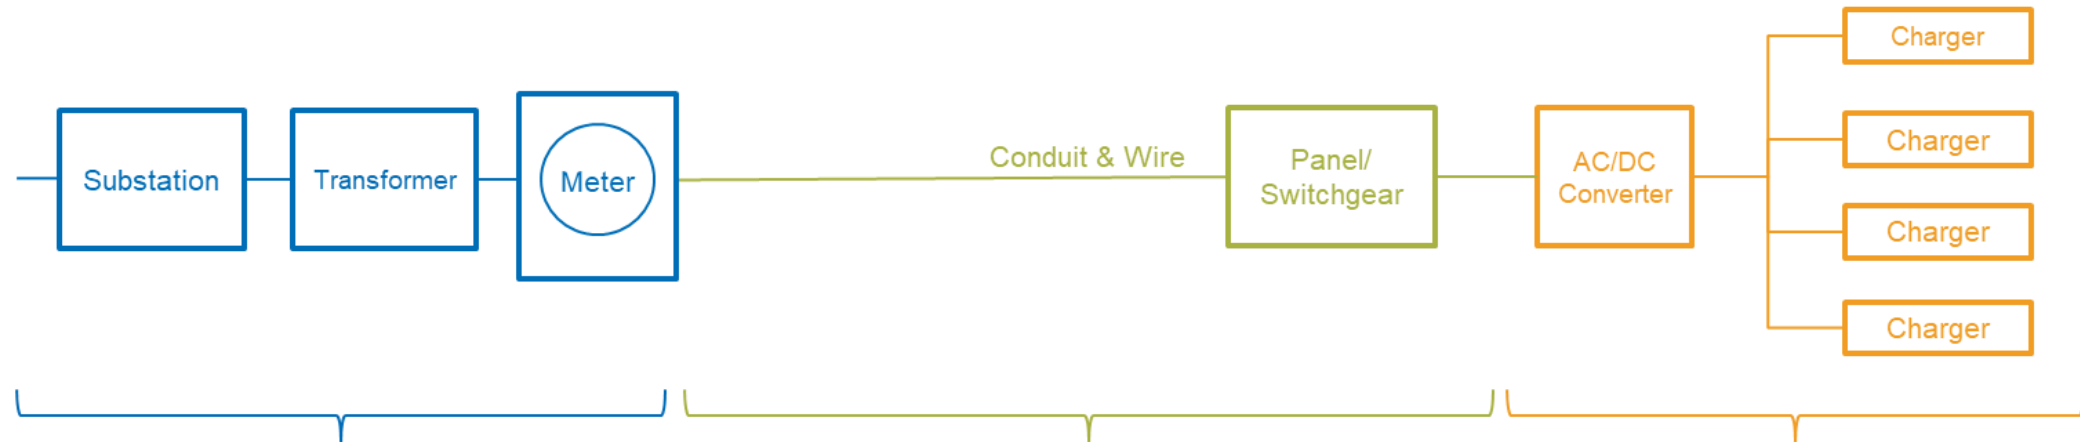 Charger
Substation
Transformer
Meter
Conduit & Wire
Panel/
Switchgear
AC/DC
Converter
Charger
Charger
Charger